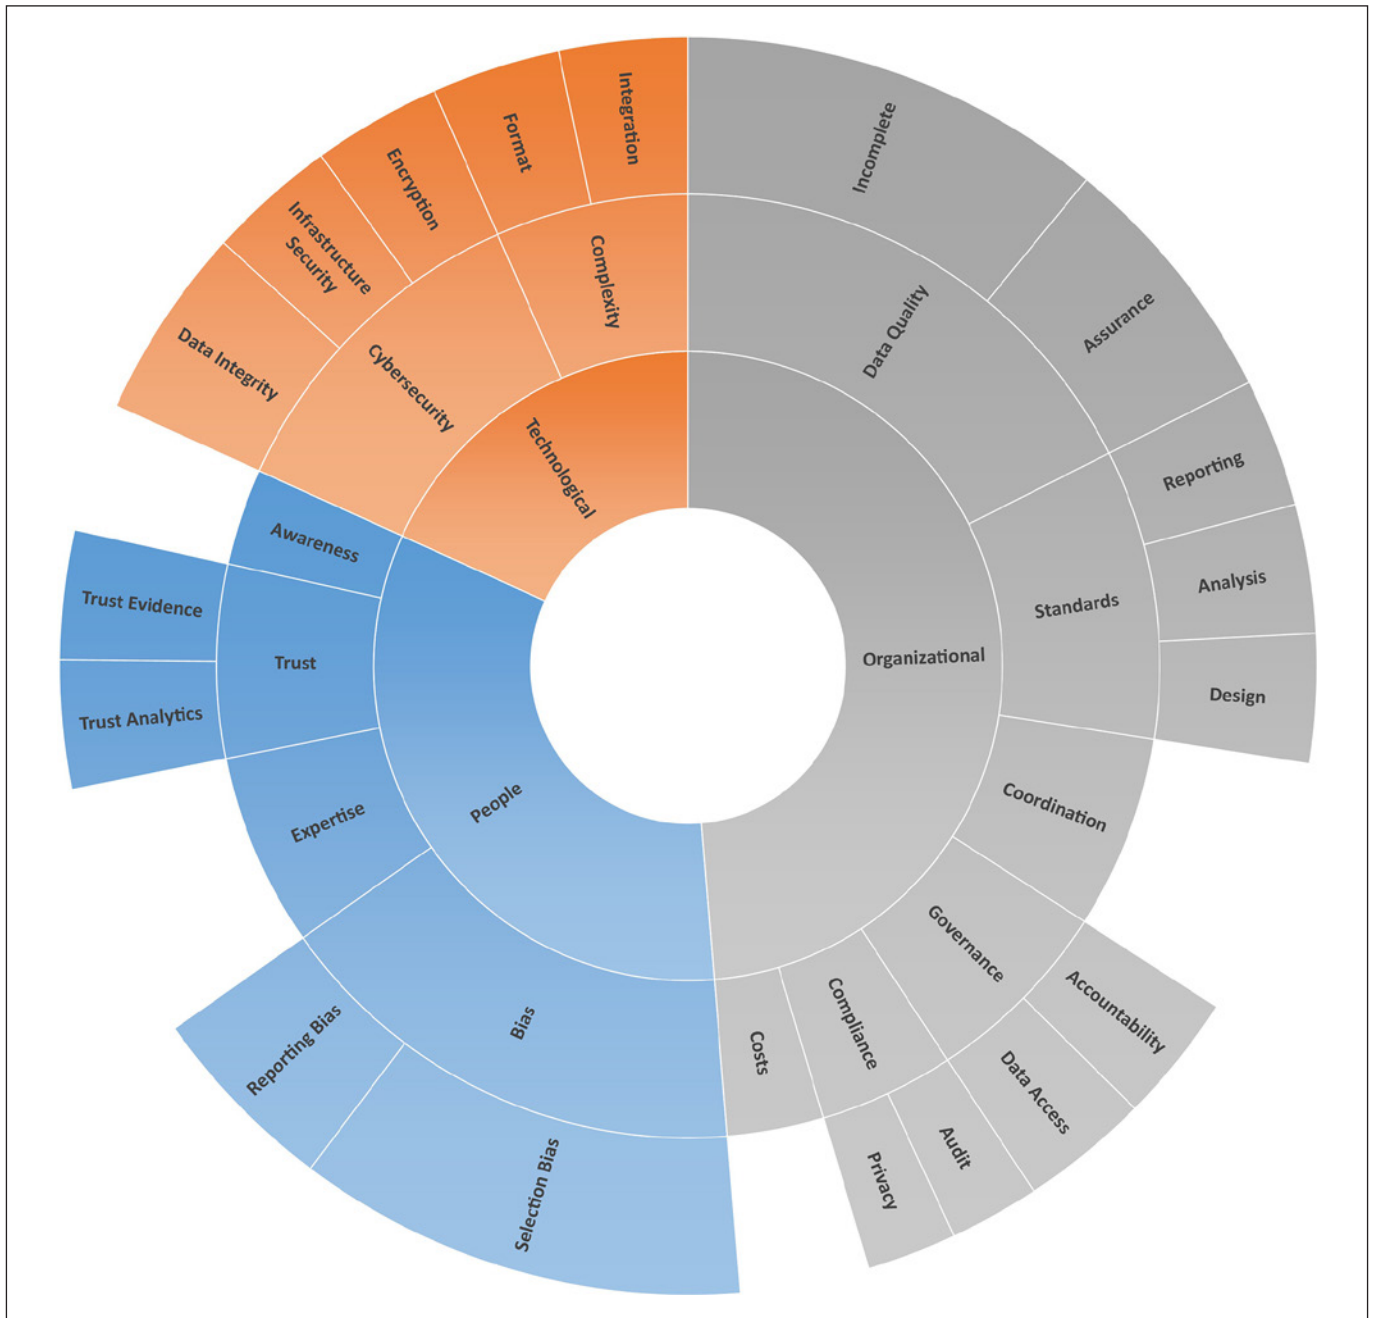 Organizational
Data Quality
Incomplete
Assurance
Standards
Reporting
Analysis
Design
Coordination
Governance
Accountability
Data Access
Compliance
Audit
Privacy
Costs
People
Bias
Selection Bias
Reporting Bias
Expertise
Trust
Trust Analytics
Trust Evidence
Awareness
Technological
Cybersecurity
Data Integrity
Infrastructure
Security
Encryption
Complexity
Format
Integration